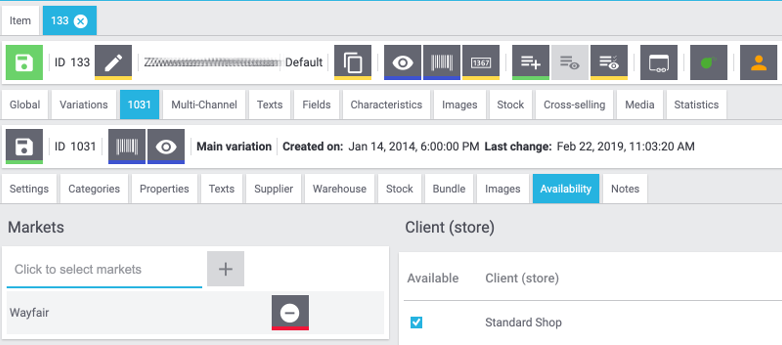 Item 133
ID 133 Default 1367
Global Variations 1031 Multi-Channel Texts Fields Characteristics Images Stock Cross-selling Media Statistics
ID 1031 Main variation Created on: Jan 14, 2014, 6:00:00 PM Last change: Feb 22, 2019, 11:03:20 AM
Settings Categories Properties Texts Supplier Warehouse Stock Bundle Images Availability Notes
Markets
Click to select markets
Wayfair
Client (store)
Available Client (store)
Standard Shop